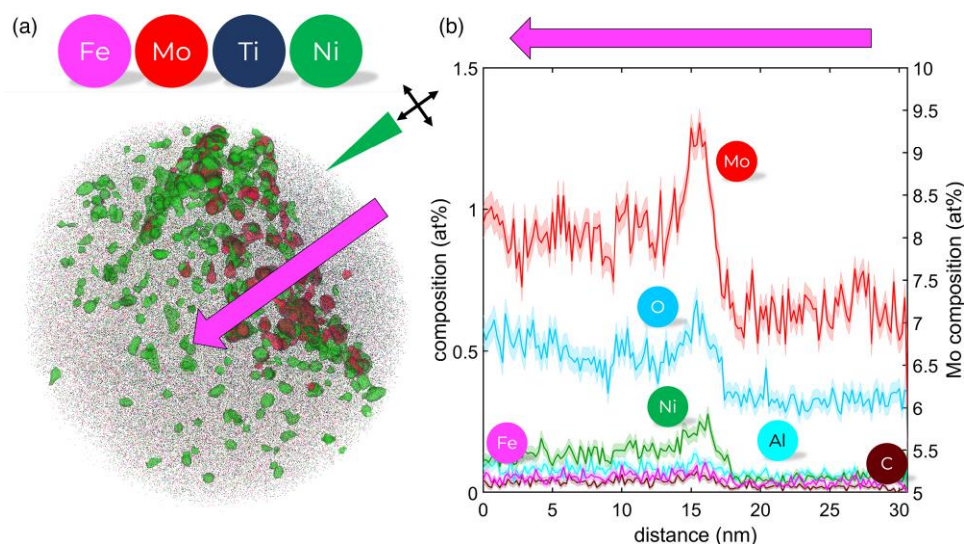 (a)
Fe Mo Ti Ni
(b)
1.5
1
0.5
0
composition (at%)
10
9.5
9
8.5
8
7.5
7
6.5
6
5.5
5
Mo composition (at%)
Mo
O
Ni
Fe
Al
C
0 5 10 15 20 25 30
distance (nm)